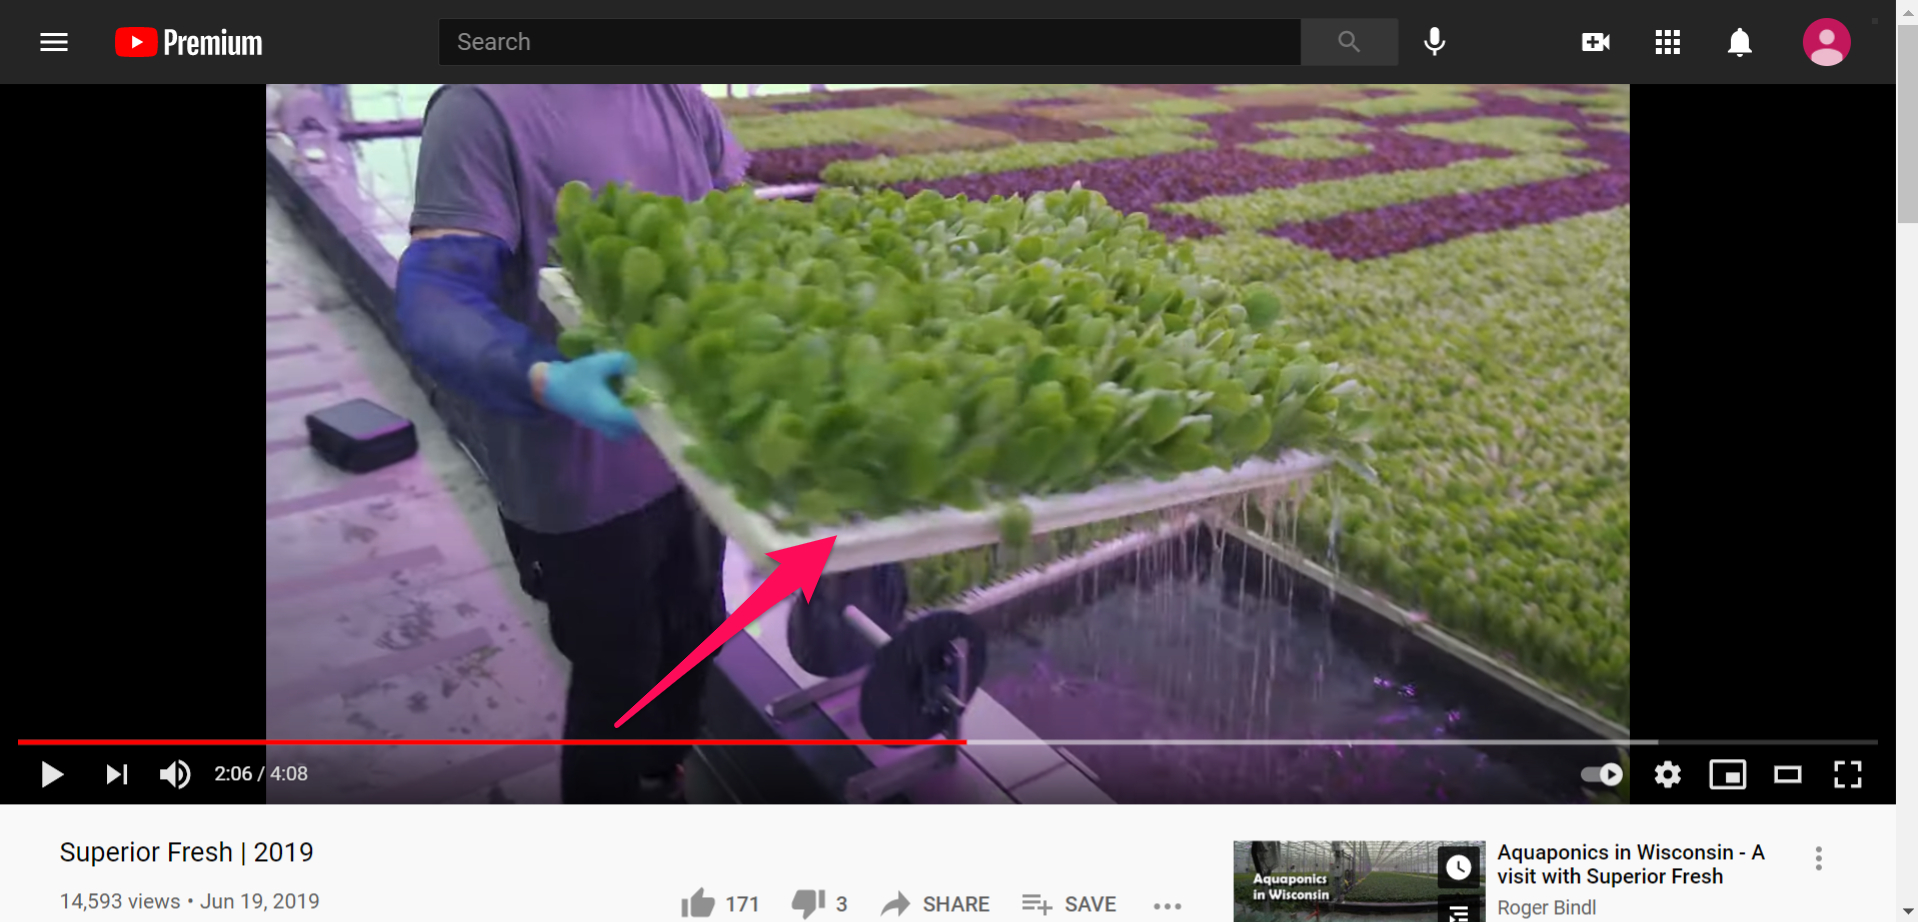 Premium
Search
2:06 / 4:08
Superior Fresh | 2019
14,593 views • Jun 19, 2019
171
3
SHARE
SAVE
Aquaponics
in Wisconsin
Aquaponics in Wisconsin - A
visit with Superior Fresh
Roger Bindl